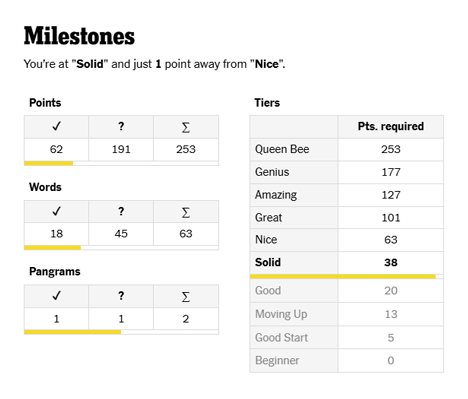 Milestones
You're at "Solid" and just 1 point away from "Nice".
Points
✓ ? ∑
62 191 253
Words
✓ ? ∑
18 45 63
Pangrams
✓ ? ∑
1 1 2
Tiers
Pts. required
Queen Bee 253
Genius 177
Amazing 127
Great 101
Nice 63
Solid 38
Good 20
Moving Up 13
Good Start 5
Beginner 0